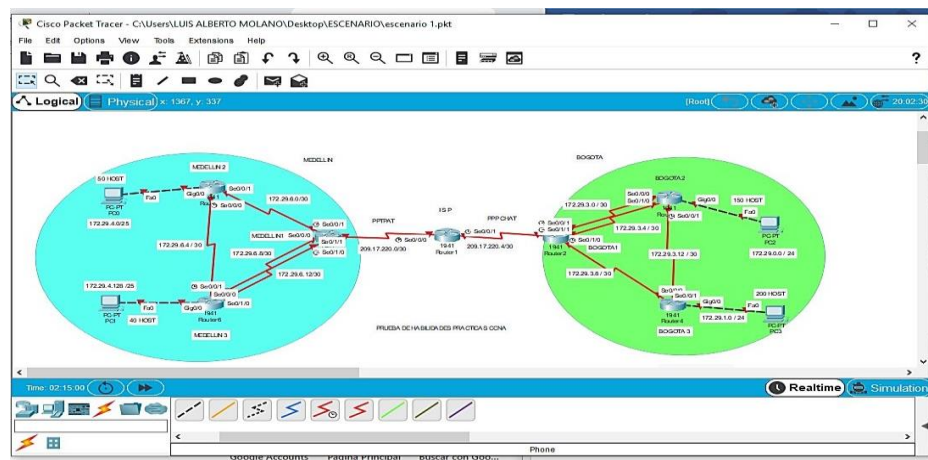 Cisco Packet Tracer - C:\Users\LUIS ALBERTO MOLANO\Desktop\ESCENARIO\escenario 1.pkt
File Edit Options View Tools Extensions Help
?
Logical Physical x: 1367, y: 337 [Root] 20:02:30
MEDELLIN
BOGOTA
MEDELLIN 2
50 HOST
Gig0/0
Se0/0/1
Fa0
PC-PT
PC0
Se0/0/0
172.29.4.0/25
172.29.6.0/30
BOGOTA 2
Se0/0/0
Se0/1/0
Gig0/0
150 HOST
172.29.3.0 / 30
Se0/0/1
Fa0
172.29.3.4 / 30
PC-PT
PC2
172.29.0.0 / 24
ISP
PPP PAT
PPP CHAT
MEDELLIN1
Se0/0/0
Se0/1/1
Se0/1/0
209.17.220.0/30
Se0/0/0
1941
Router1
Se0/0/1
209.17.220.4/30
Se0/0/1
Se0/0/0
Se0/1/0
1941
Router2
BOGOTA1
172.29.6.4 / 30
172.29.6.8/30
172.29.6.12/30
172.29.3.12 / 30
172.29.3.8 / 30
172.29.4.128 /25
Se0/0/1
Se0/0/0
Se0/1/0
Fa0
Gig0/0
PC-PT
40 HOST
1941
MEDELLIN 3
Se0/0/1
Gig0/0
200 HOST
Fa0
1941
Router4
172.29.1.0 / 24
PC-PT
PC3
BOGOTA 3
PRUEBA DE HABILIDADES PRACTICAS CCNA
Time: 02:15:00 Realtime Simulation
Phone
Google Accounts Página Principal Buscar con Goo...